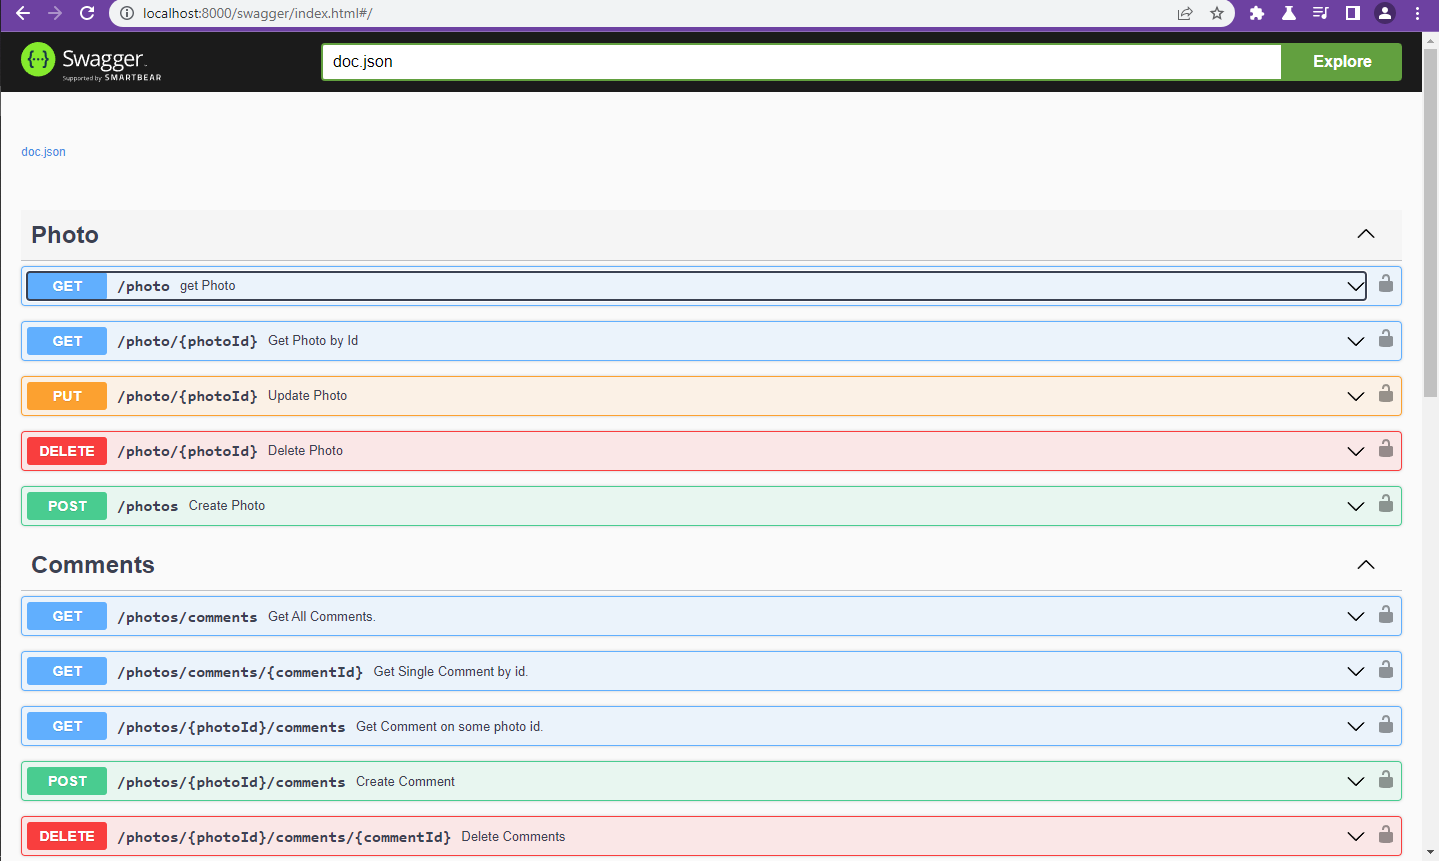 localhost:8000/swagger/index.html#/
Swagger.
Supported by SMARTBEAR
doc.json
Explore
doc.json
Photo
GET /photo get Photo
GET /photo/{photoId} Get Photo by Id
PUT /photo/{photoId} Update Photo
DELETE /photo/{photoId} Delete Photo
POST /photos Create Photo
Comments
GET /photos/comments Get All Comments.
GET /photos/comments/{commentId} Get Single Comment by id.
GET /photos/{photoId}/comments Get Comment on some photo id.
POST /photos/{photoId}/comments Create Comment
DELETE /photos/{photoId}/comments/{commentId} Delete Comments